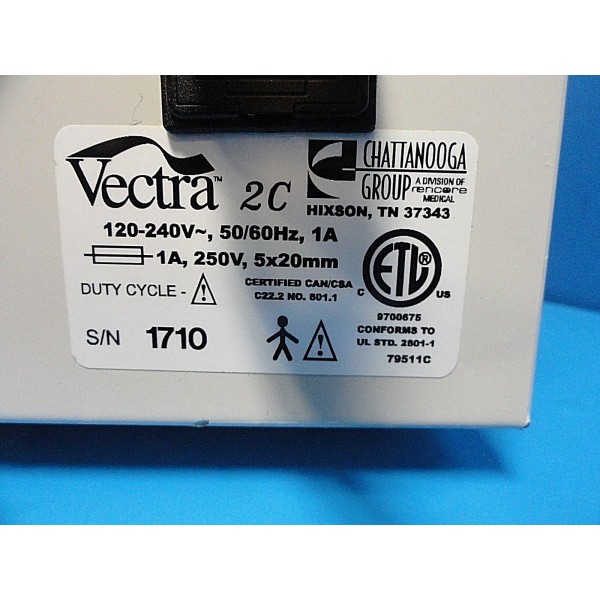 Vectra™ 2C
CHATTANOOGA
GROUP A DIVISION OF
rencore
MEDICAL
HIXSON, TN 37343
120-240V~, 50/60Hz, 1A
1A, 250V, 5x20mm
DUTY CYCLE -
CERTIFIED CAN/CSA
C22.2 NO. 601.1
C ETL® US
9700675
CONFORMS TO
UL STD. 2601-1
79511C
S/N 1710